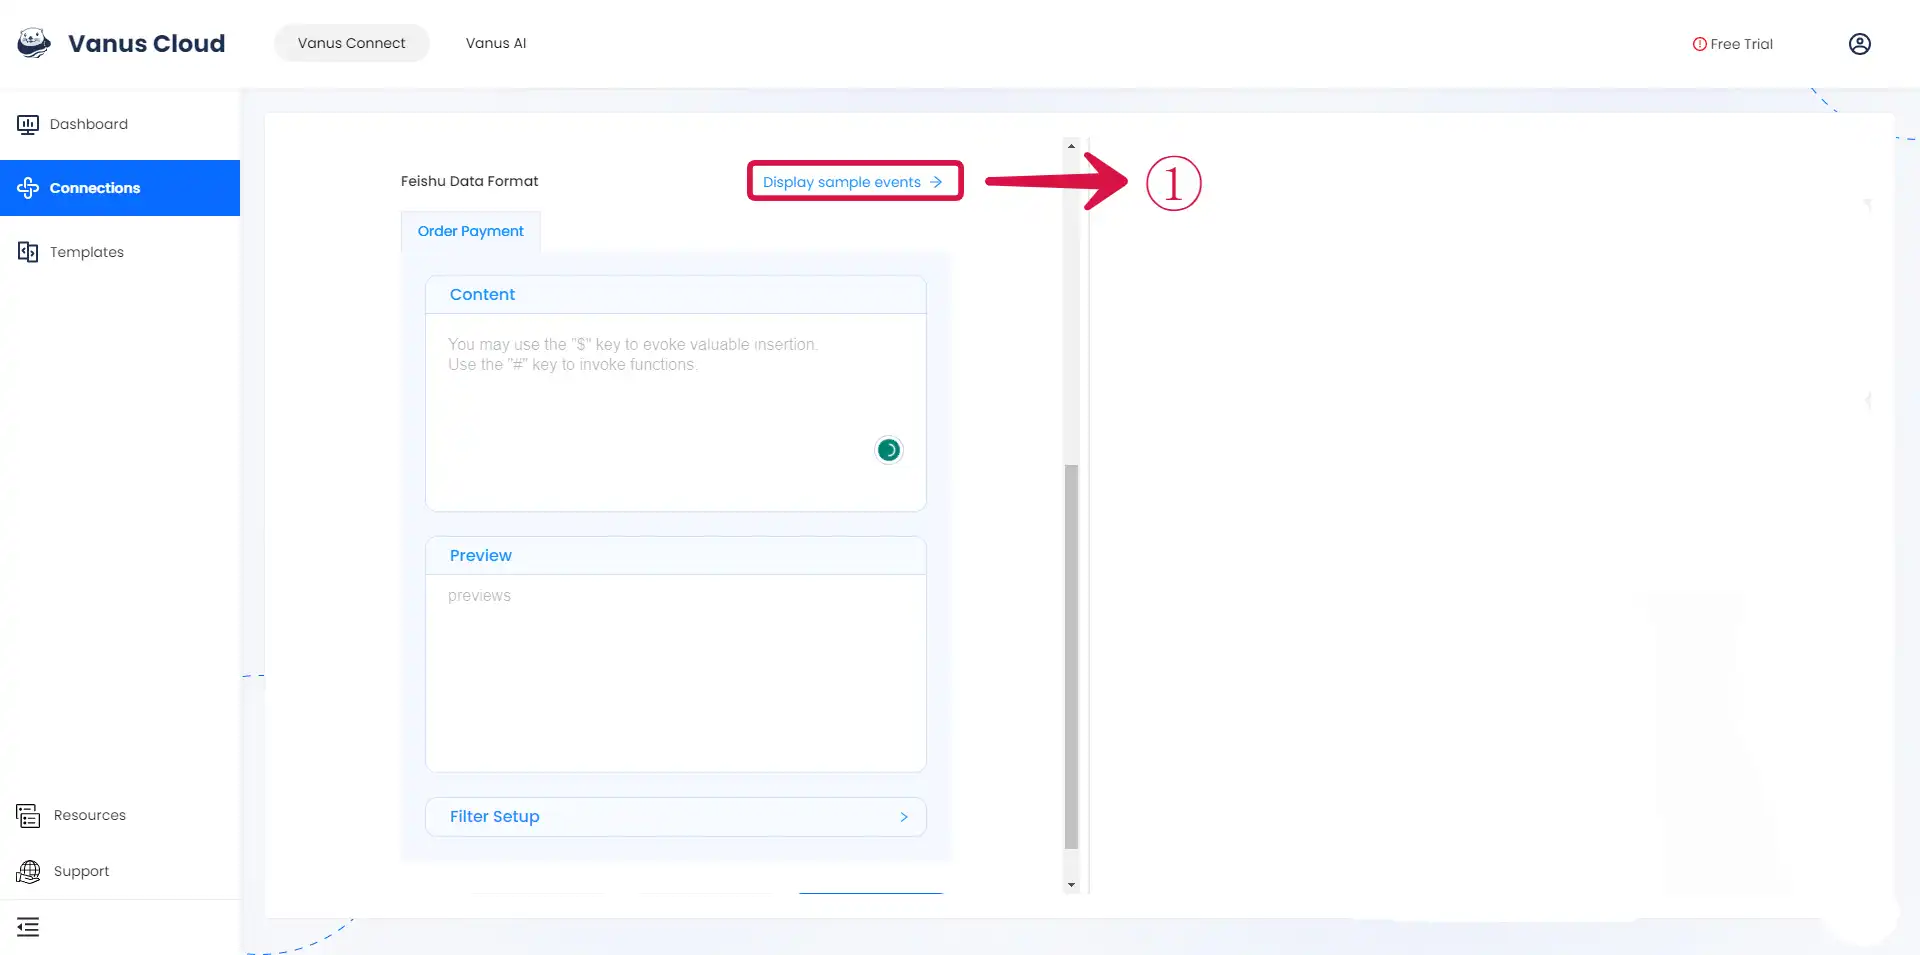 Vanus Cloud
Vanus Connect
Vanus AI
Free Trial
Dashboard
Connections
Templates
Feishu Data Format
Display sample events →
①
Order Payment
Content
You may use the "$" key to evoke valuable insertion.
Use the "#" key to invoke functions.
Preview
previews
Filter Setup
Resources
Support